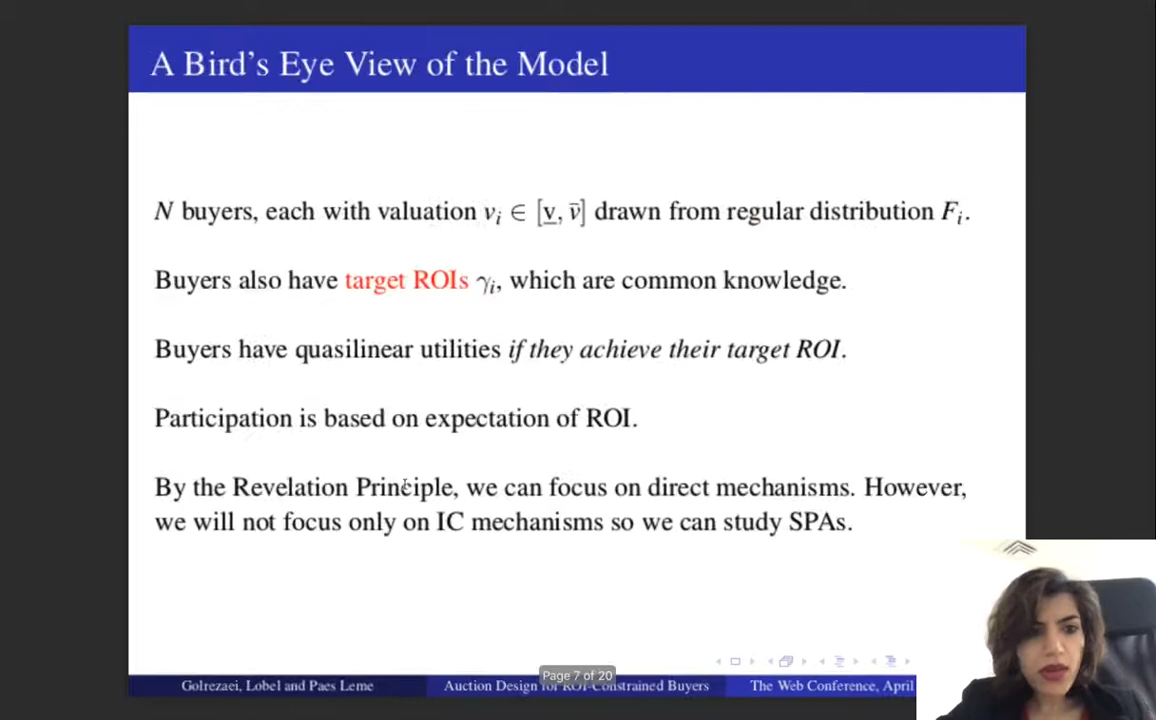 A Bird's Eye View of the Model
N buyers, each with valuation vᵢ ∈ [v̲, v̄] drawn from regular distribution Fᵢ.
Buyers also have target ROIs γᵢ, which are common knowledge.
Buyers have quasilinear utilities if they achieve their target ROI.
Participation is based on expectation of ROI.
By the Revelation Principle, we can focus on direct mechanisms. However,
we will not focus only on IC mechanisms so we can study SPAs.
Page 7 of 20
Golrezaei, Lobel and Paes Leme
Auction Design for ROI-Constrained Buyers
The Web Conference, April